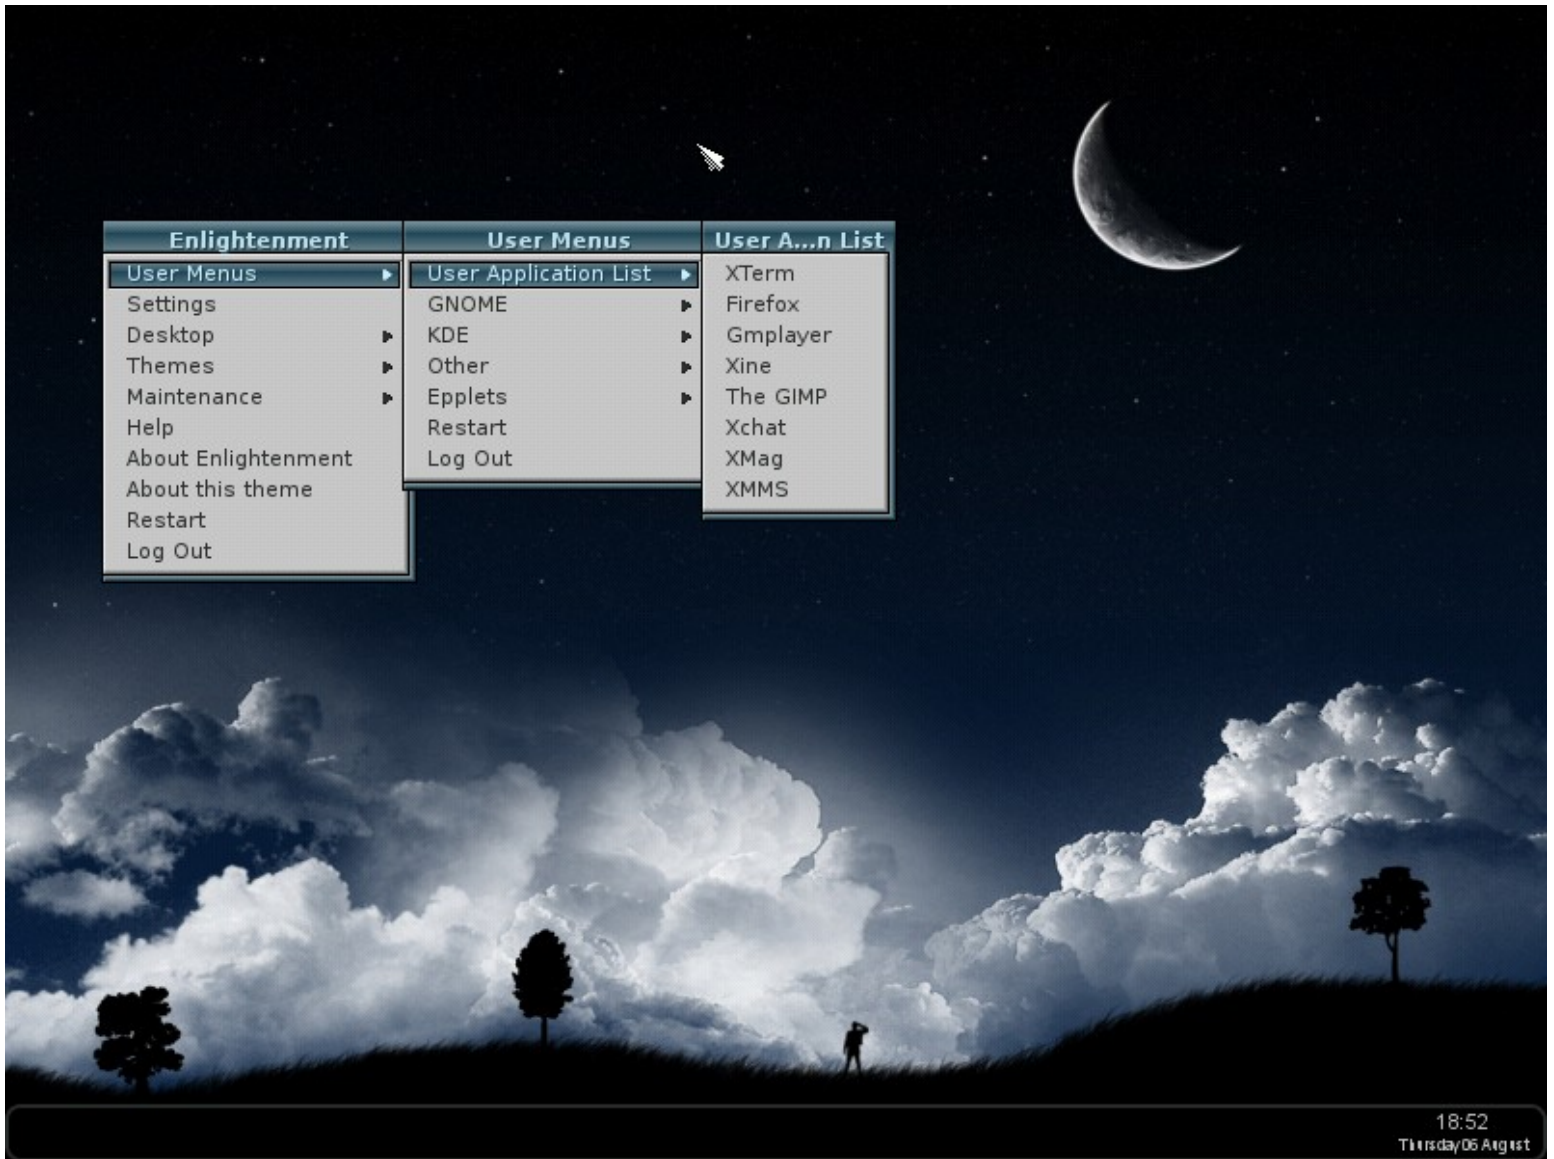 Enlightenment
User Menus
Settings
Desktop
Themes
Maintenance
Help
About Enlightenment
About this theme
Restart
Log Out
User Menus
User Application List
GNOME
KDE
Other
Epplets
Restart
Log Out
User A...n List
XTerm
Firefox
Gmplayer
Xine
The GIMP
Xchat
XMag
XMMS
18:52
Thursday 06 August